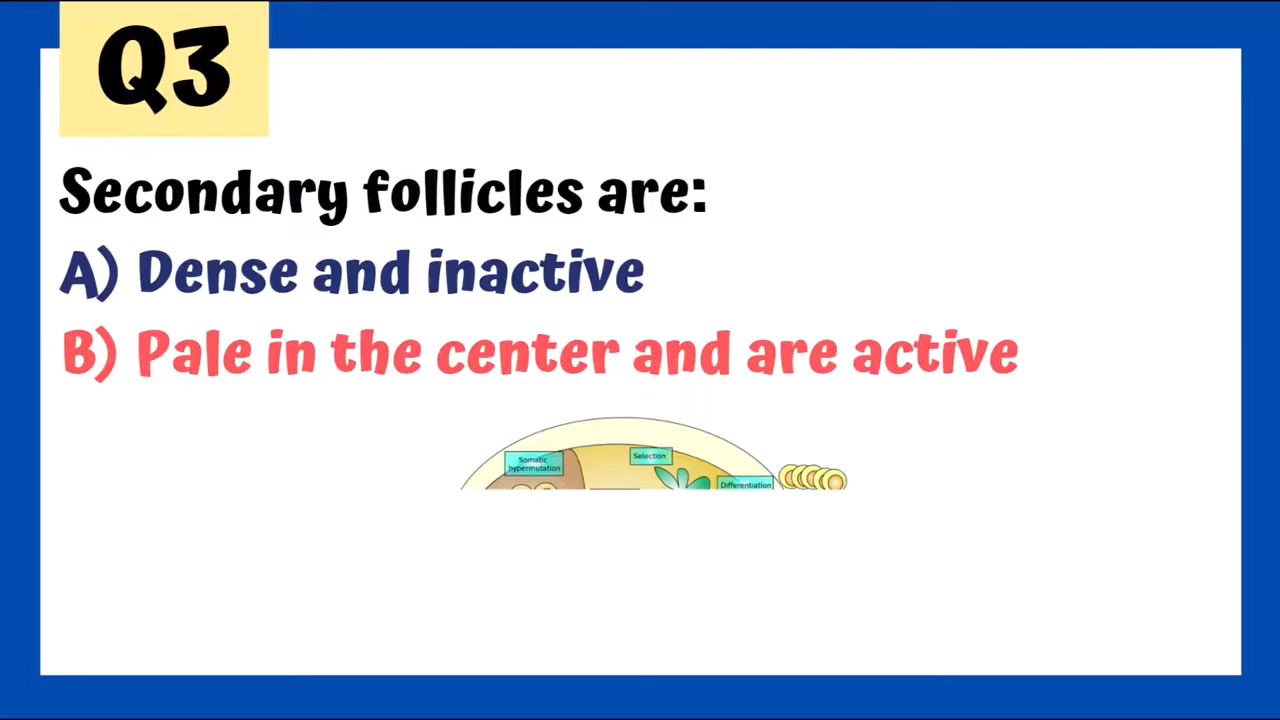 Q3
Secondary follicles are:
A) Dense and inactive
B) Pale in the center and are active
Somatic
hypermutation
Selection
Differentiation